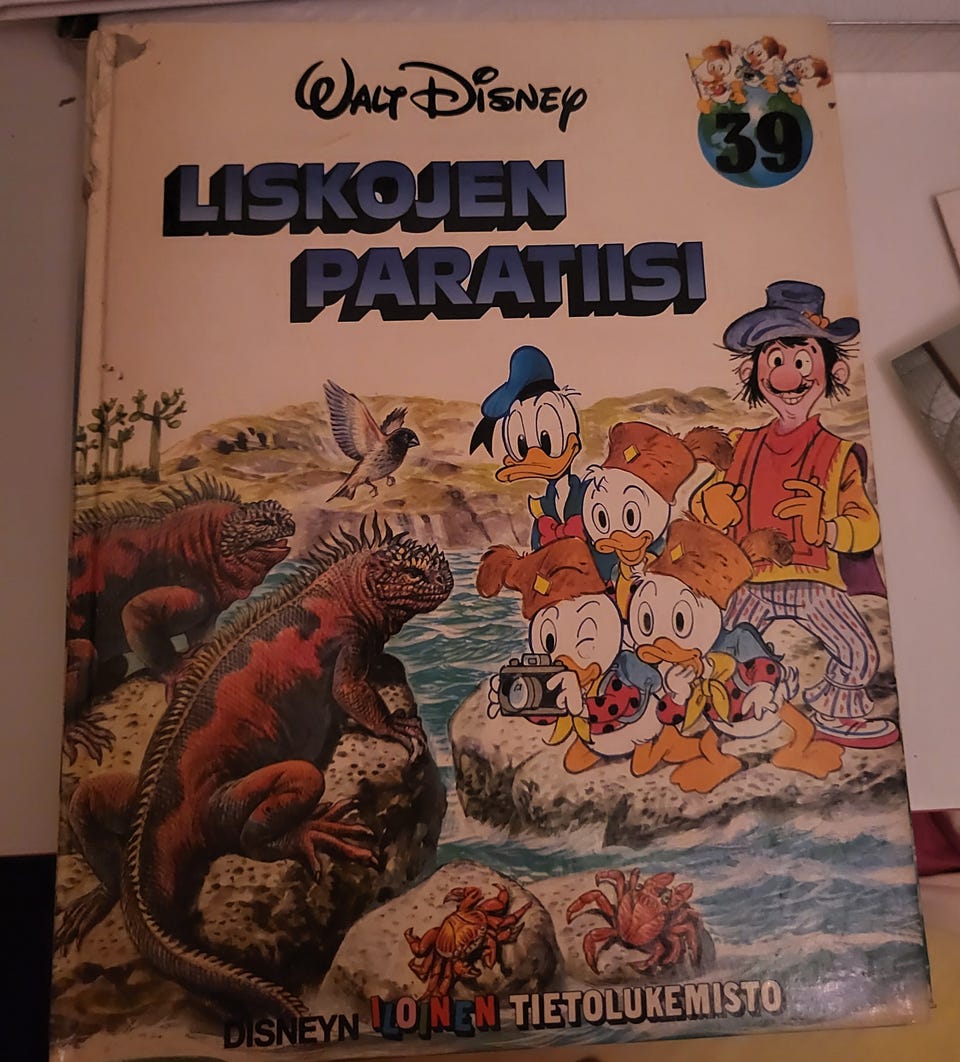 WALT DISNEY
39
LISKOJEN
PARATIISI
DISNEYN ILOINEN TIETOLUKEMISTO